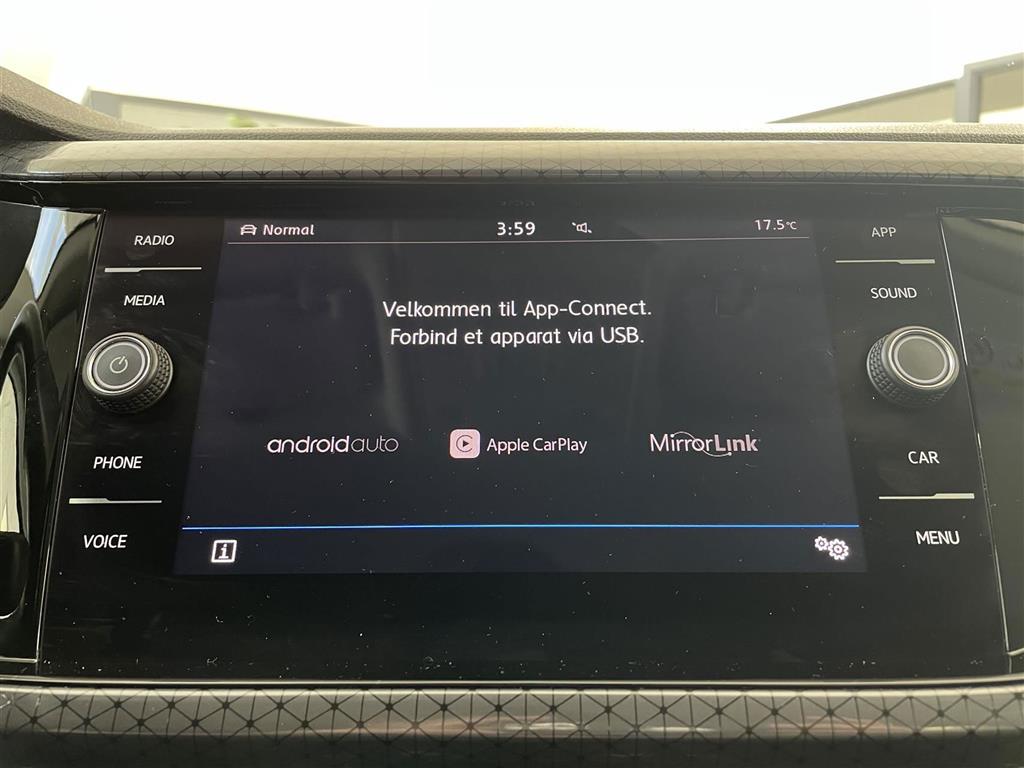 Normal 3:59 17.5°C
RADIO
APP
MEDIA
SOUND
Velkommen til App-Connect.
Forbind et apparat via USB.
androidauto Apple CarPlay MirrorLink
PHONE
CAR
VOICE
MENU
i